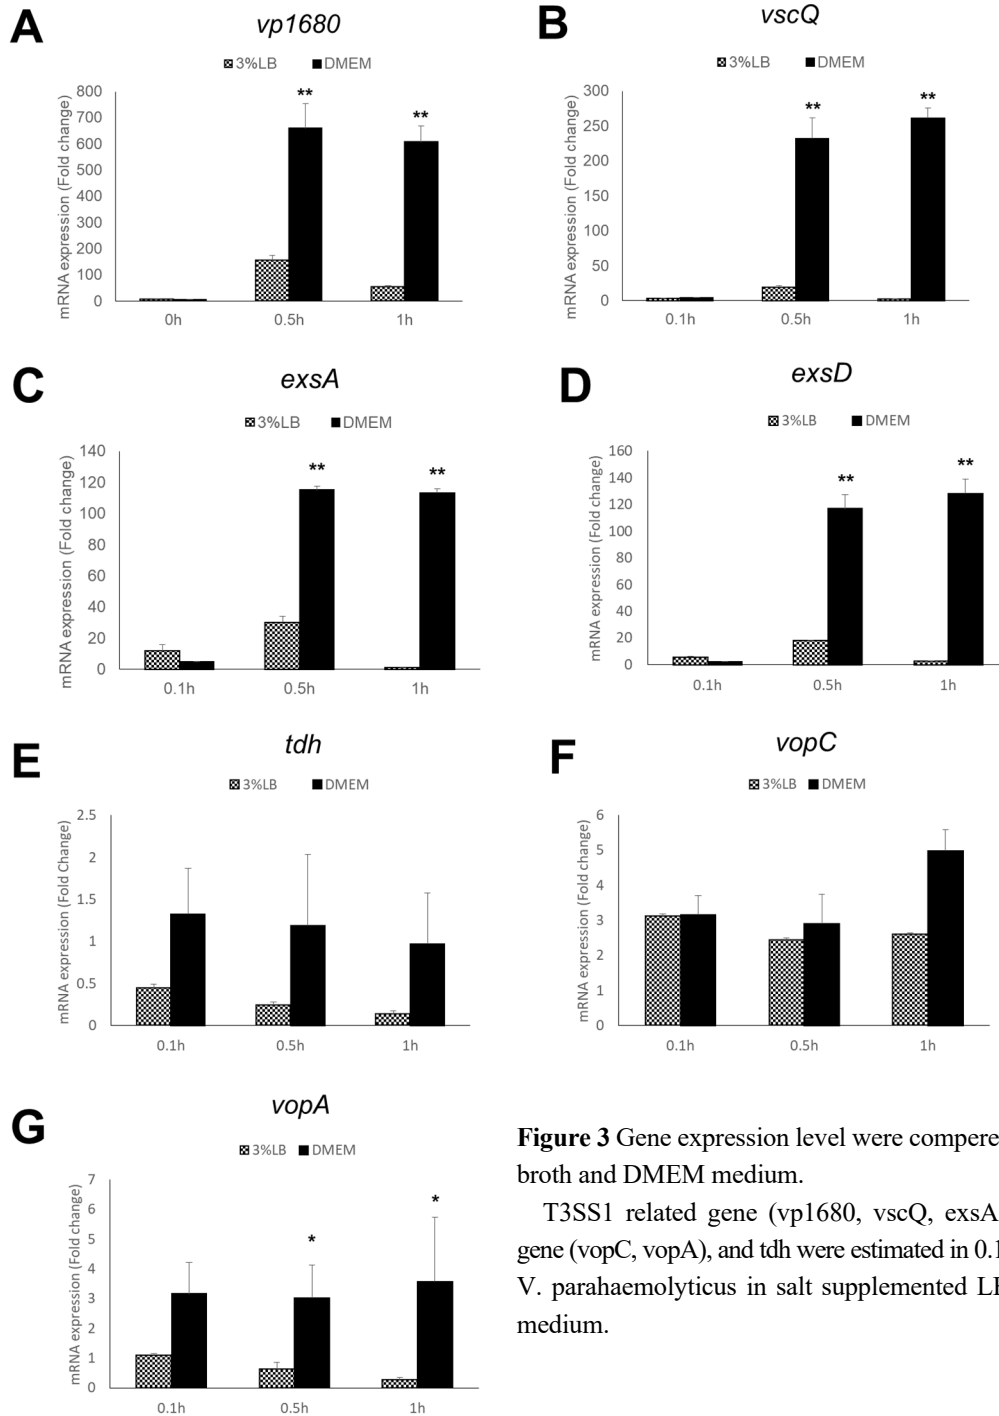 A
vp1680
3%LB DMEM
mRNA expression (Fold change)
800
700
600
500
400
300
200
100
0
**
**
0h 0.5h 1h
B
vscQ
3%LB DMEM
mRNA expression (Fold change)
300
250
200
150
100
50
0
**
**
0.1h 0.5h 1h
C
exsA
3%LB DMEM
mRNA expression (Fold change)
140
120
100
80
60
40
20
0
**
**
0.1h 0.5h 1h
D
exsD
3%LB DMEM
mRNA expression (Fold change)
160
140
120
100
80
60
40
20
0
**
**
0.1h 0.5h 1h
E
tdh
3%LB DMEM
mRNA expression (Fold Change)
2.5
2
1.5
1
0.5
0
0.1h 0.5h 1h
F
vopC
3%LB DMEM
mRNA expression (Fold change)
6
5
4
3
2
1
0
0.1h 0.5h 1h
G
vopA
3%LB DMEM
mRNA expression (Fold change)
7
6
5
4
3
2
1
0
*
*
0.1h 0.5h 1h
Figure 3 Gene expression level were compered
broth and DMEM medium.
T3SS1 related gene (vp1680, vscQ, exsA
gene (vopC, vopA), and tdh were estimated in 0.1
V. parahaemolyticus in salt supplemented
medium.